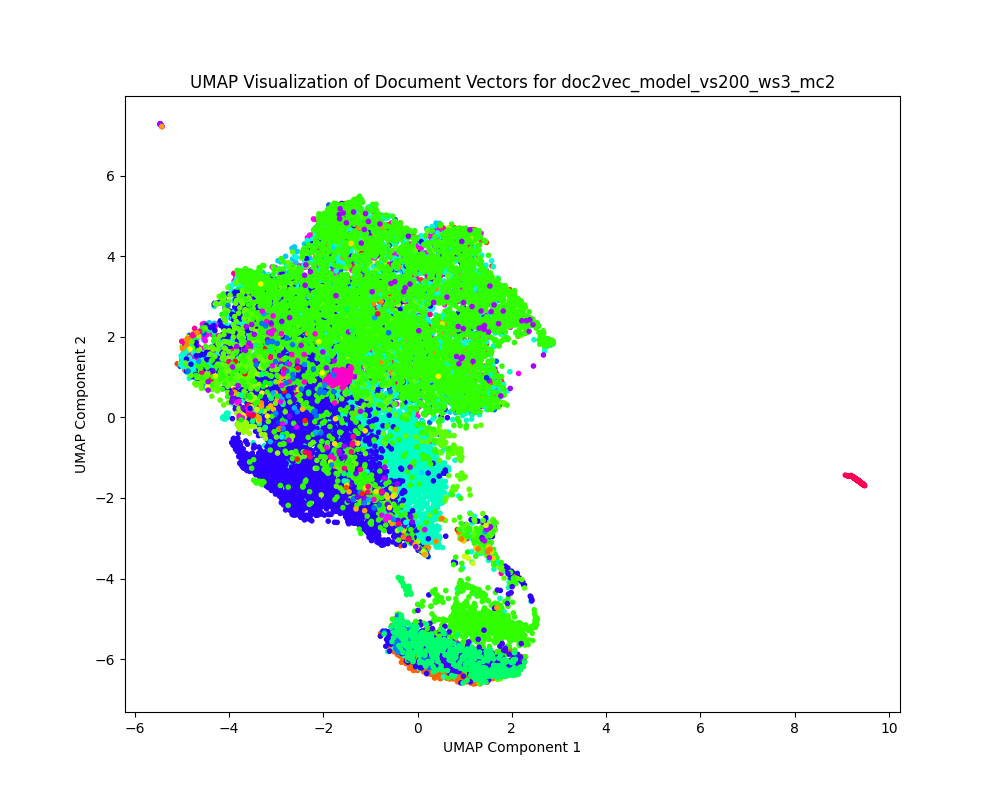 UMAP Visualization of Document Vectors for doc2vec_model_vs200_ws3_mc2
UMAP Component 2
6
4
2
0
−2
−4
−6
−6 −4 −2 0 2 4 6 8 10
UMAP Component 1